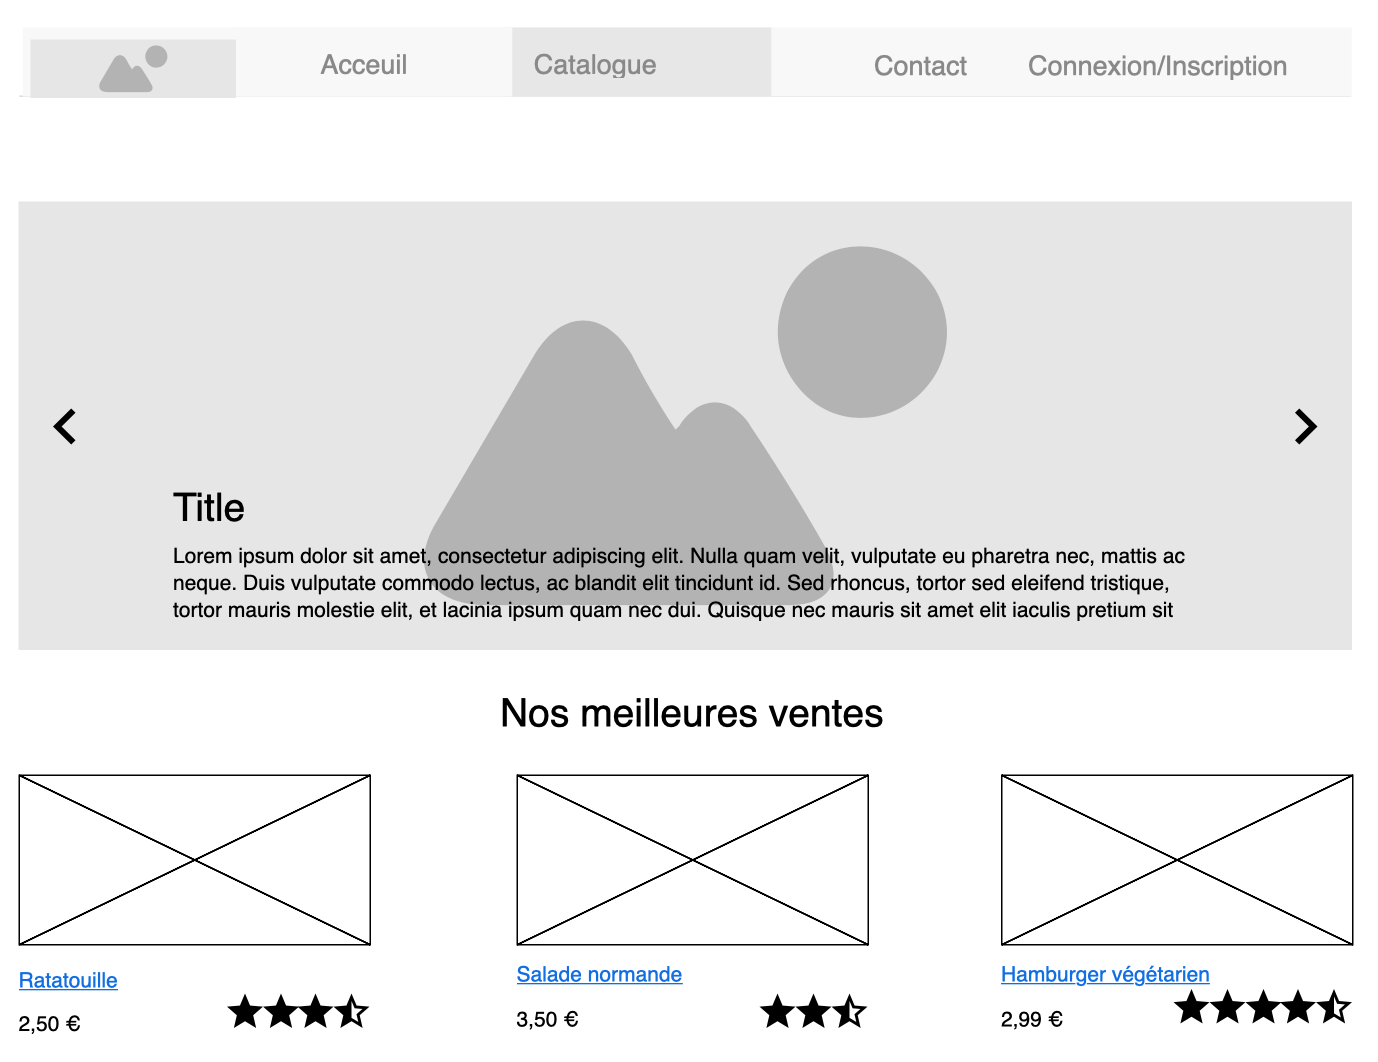 Acceuil
Catalogue
Contact
Connexion/Inscription
Title
Lorem ipsum dolor sit amet, consectetur adipiscing elit. Nulla quam velit, vulputate eu pharetra nec, mattis ac
neque. Duis vulputate commodo lectus, ac blandit elit tincidunt id. Sed rhoncus, tortor sed eleifend tristique,
tortor mauris molestie elit, et lacinia ipsum quam nec dui. Quisque nec mauris sit amet elit iaculis pretium sit
Nos meilleures ventes
Ratatouille
2,50 €
Salade normande
3,50 €
Hamburger végétarien
2,99 €